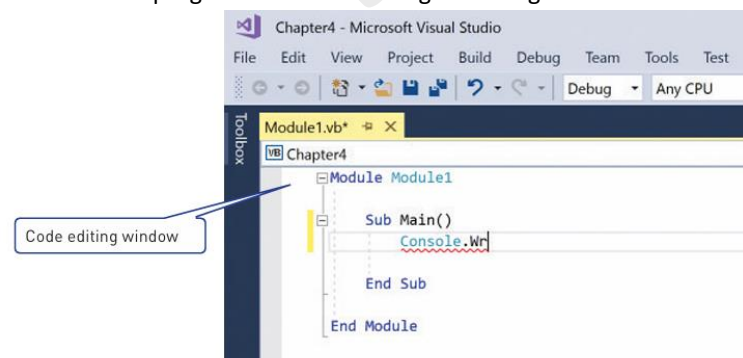 Chapter4 - Microsoft Visual Studio
File Edit View Project Build Debug Team Tools Test
Debug Any CPU
Toolbox
Module1.vb*
VB Chapter4
Module Module1
Sub Main()
Code editing window
Console.Wr
End Sub
End Module